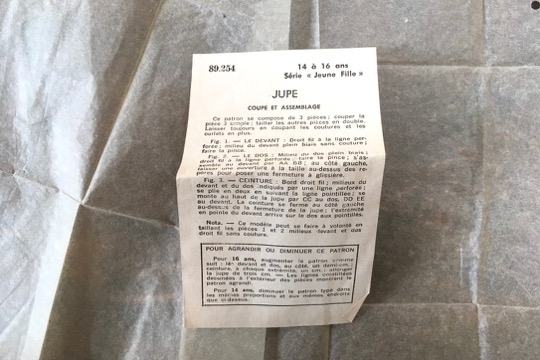 89.254
14 à 16 ans
Série « Jeune Fille »
JUPE
COUPE ET ASSEMBLAGE
Ce patron se compose de 3 pièces ; couper la
pièce 3 simple ; tailler les autres pièces en double.
Laisser toujours en coupant les coutures et les
ourlets en plus.
Fig. 1. — LE DEVANT : Droit fil à la ligne per-
forée ; milieu du devant plein biais sans couture ;
faire la pince.
Fig. 2. — LE DOS : Milieu du dos plein biais ;
droit fil à la ligne perforée ; faire la pince ; s'as-
semble au devant par AA BB ; au côté gauche,
laisser une ouverture à la taille au-dessus des re-
pères pour poser une fermeture à glissière.
Fig. 3. — CEINTURE : Bord droit fil ; milieux du
devant et du dos indiqués par une ligne perforée ;
se plie en deux en suivant la ligne pointillée ; se
monte au haut de la jupe par CC au dos, DD EE
au devant. La ceinture se ferme au côté gauche
au-dessus de la fermeture de la jupe ; l'extrémité
en pointe du devant arrive sur le dos aux pointillés.
Nota. — Ce modèle peut se faire à volonté en
taillant les pièces 1 et 2 milieux devant et dos
droit fil sans couture.
POUR AGRANDIR OU DIMINUER CE PATRON
Pour 16 ans, augmenter le patron comme
suit : les devant et dos, au côté, un demi-cm. ;
ceinture, à chaque extrémité, un cm. ; allonger
la jupe de trois cm. — Les lignes
dessinées à l'extérieur des pièces montrent le
patron agrandi.
Pour 14 ans, diminuer le patron type dans
les mêmes proportions et aux mêmes endroits
que ci-dessus.